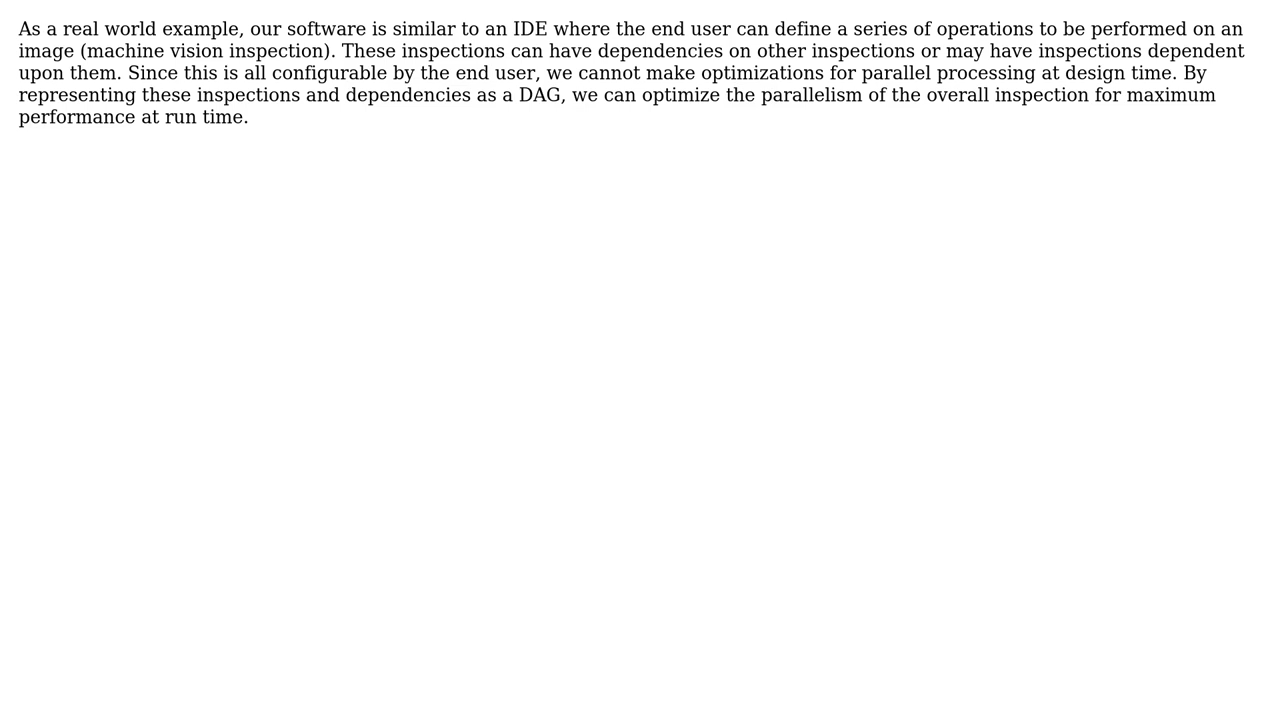 As a real world example, our software is similar to an IDE where the end user can define a series of operations to be performed on an
image (machine vision inspection). These inspections can have dependencies on other inspections or may have inspections dependent
upon them. Since this is all configurable by the end user, we cannot make optimizations for parallel processing at design time. By
representing these inspections and dependencies as a DAG, we can optimize the parallelism of the overall inspection for maximum
performance at run time.